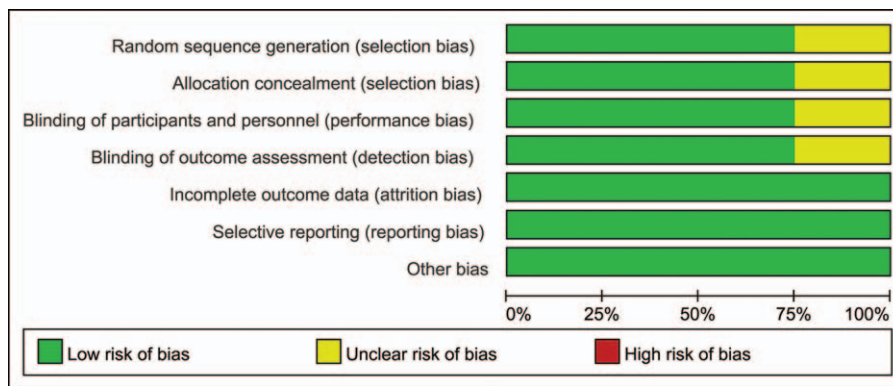 Random sequence generation (selection bias)
Allocation concealment (selection bias)
Blinding of participants and personnel (performance bias)
Blinding of outcome assessment (detection bias)
Incomplete outcome data (attrition bias)
Selective reporting (reporting bias)
Other bias
0% 25% 50% 75% 100%
Low risk of bias Unclear risk of bias High risk of bias